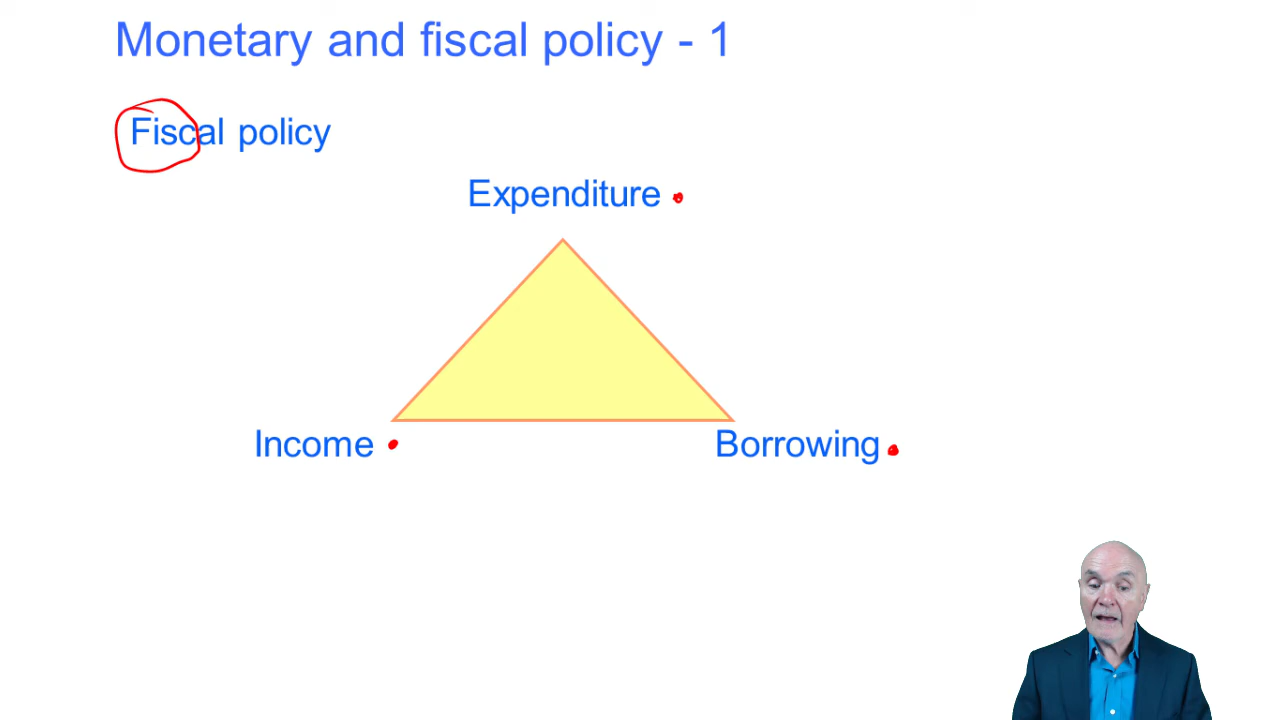 Monetary and fiscal policy - 1
Fiscal policy
Expenditure
Income
Borrowing